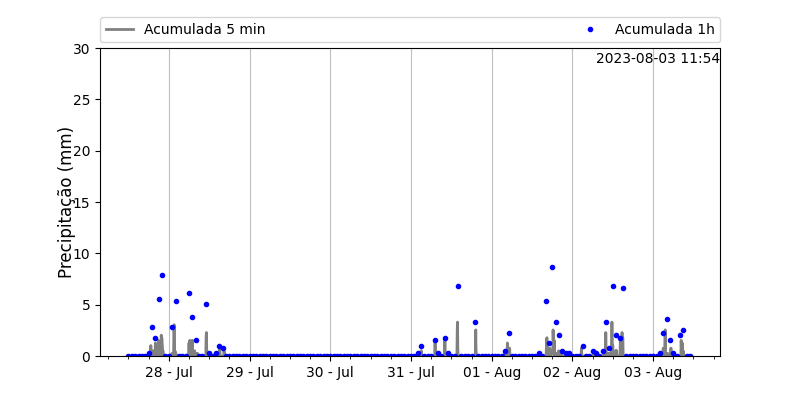 Acumulada 5 min
Acumulada 1h
2023-08-03 11:54
Precipitação (mm)
30
25
20
15
10
5
0
28 - Jul
29 - Jul
30 - Jul
31 - Jul
01 - Aug
02 - Aug
03 - Aug